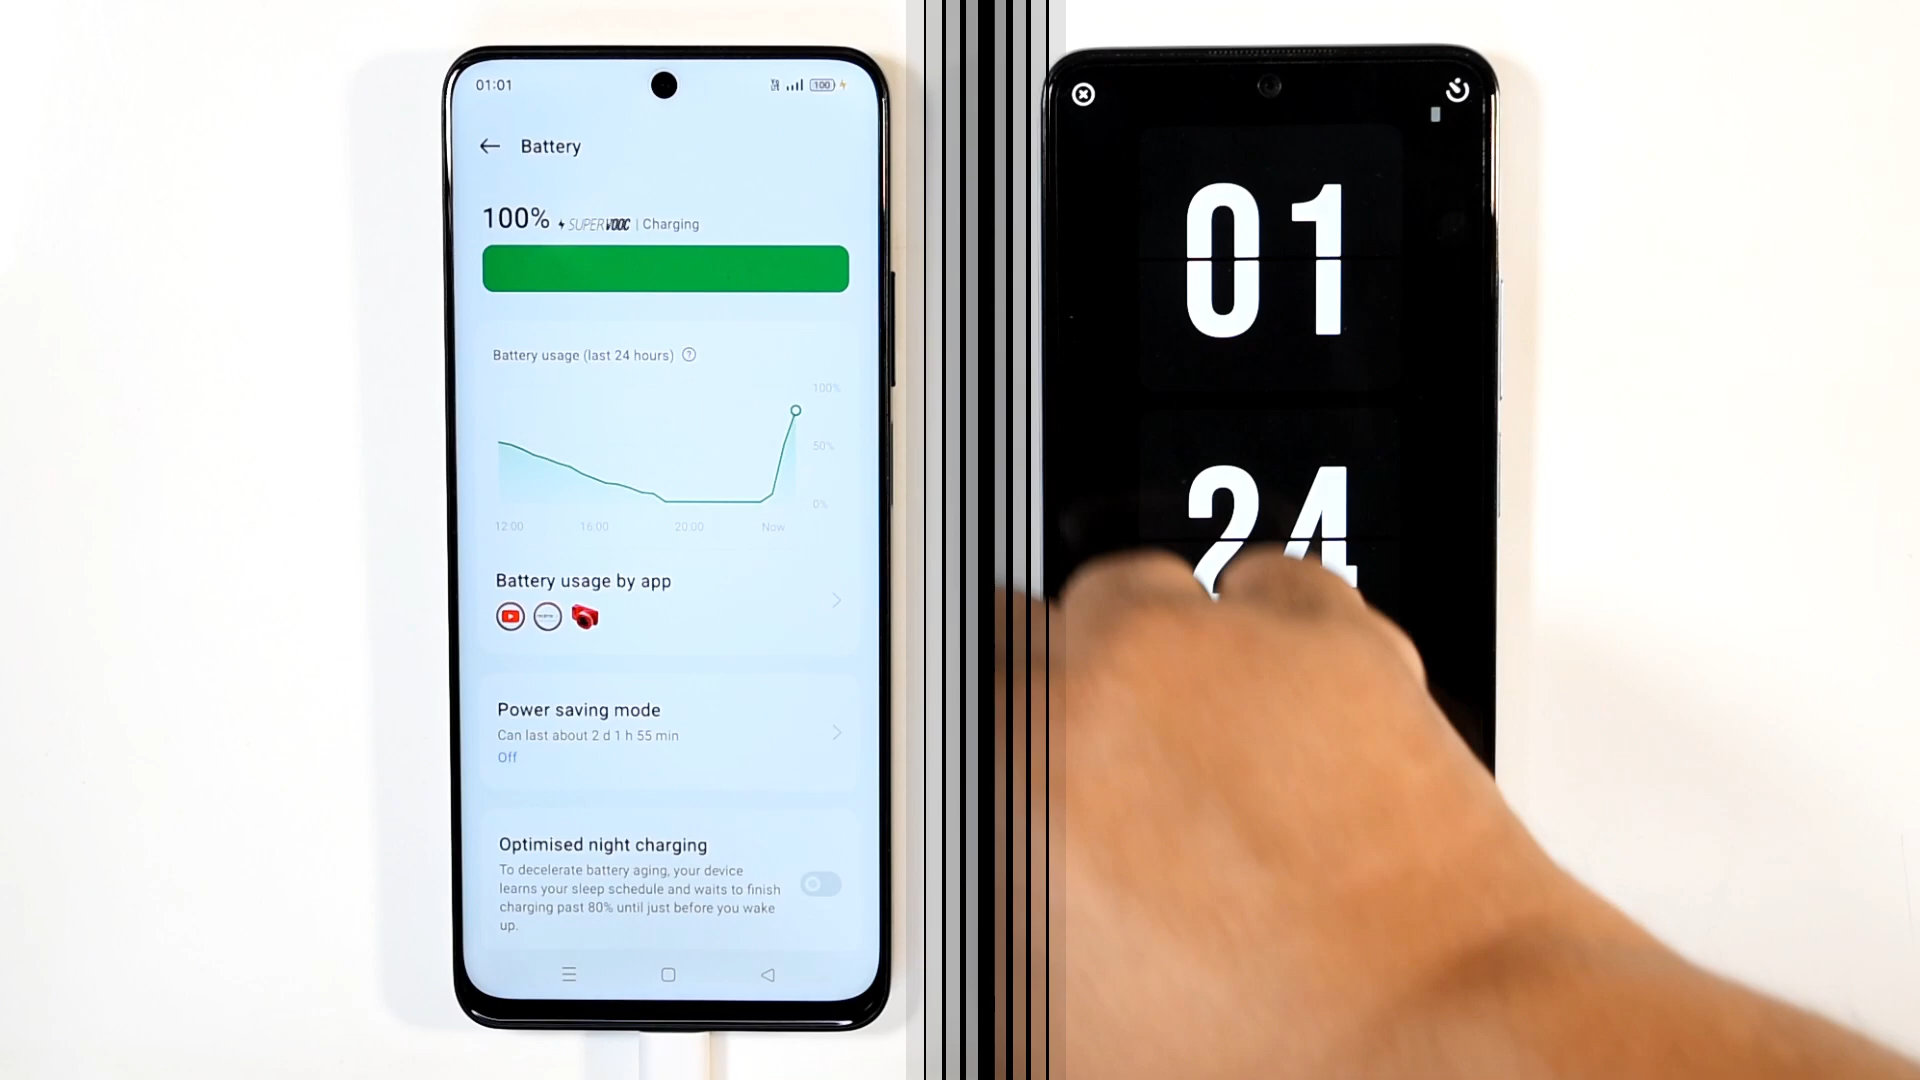 01:01
100
Battery
100% SUPERVOOC | Charging
Battery usage (last 24 hours) ?
100%
50%
0%
12:00 16:00 20:00 Now
Battery usage by app
Power saving mode
Can last about 2 d 1 h 55 min
Off
Optimised night charging
To decelerate battery aging, your device
learns your sleep schedule and waits to finish
charging past 80% until just before you wake
up.
01
24